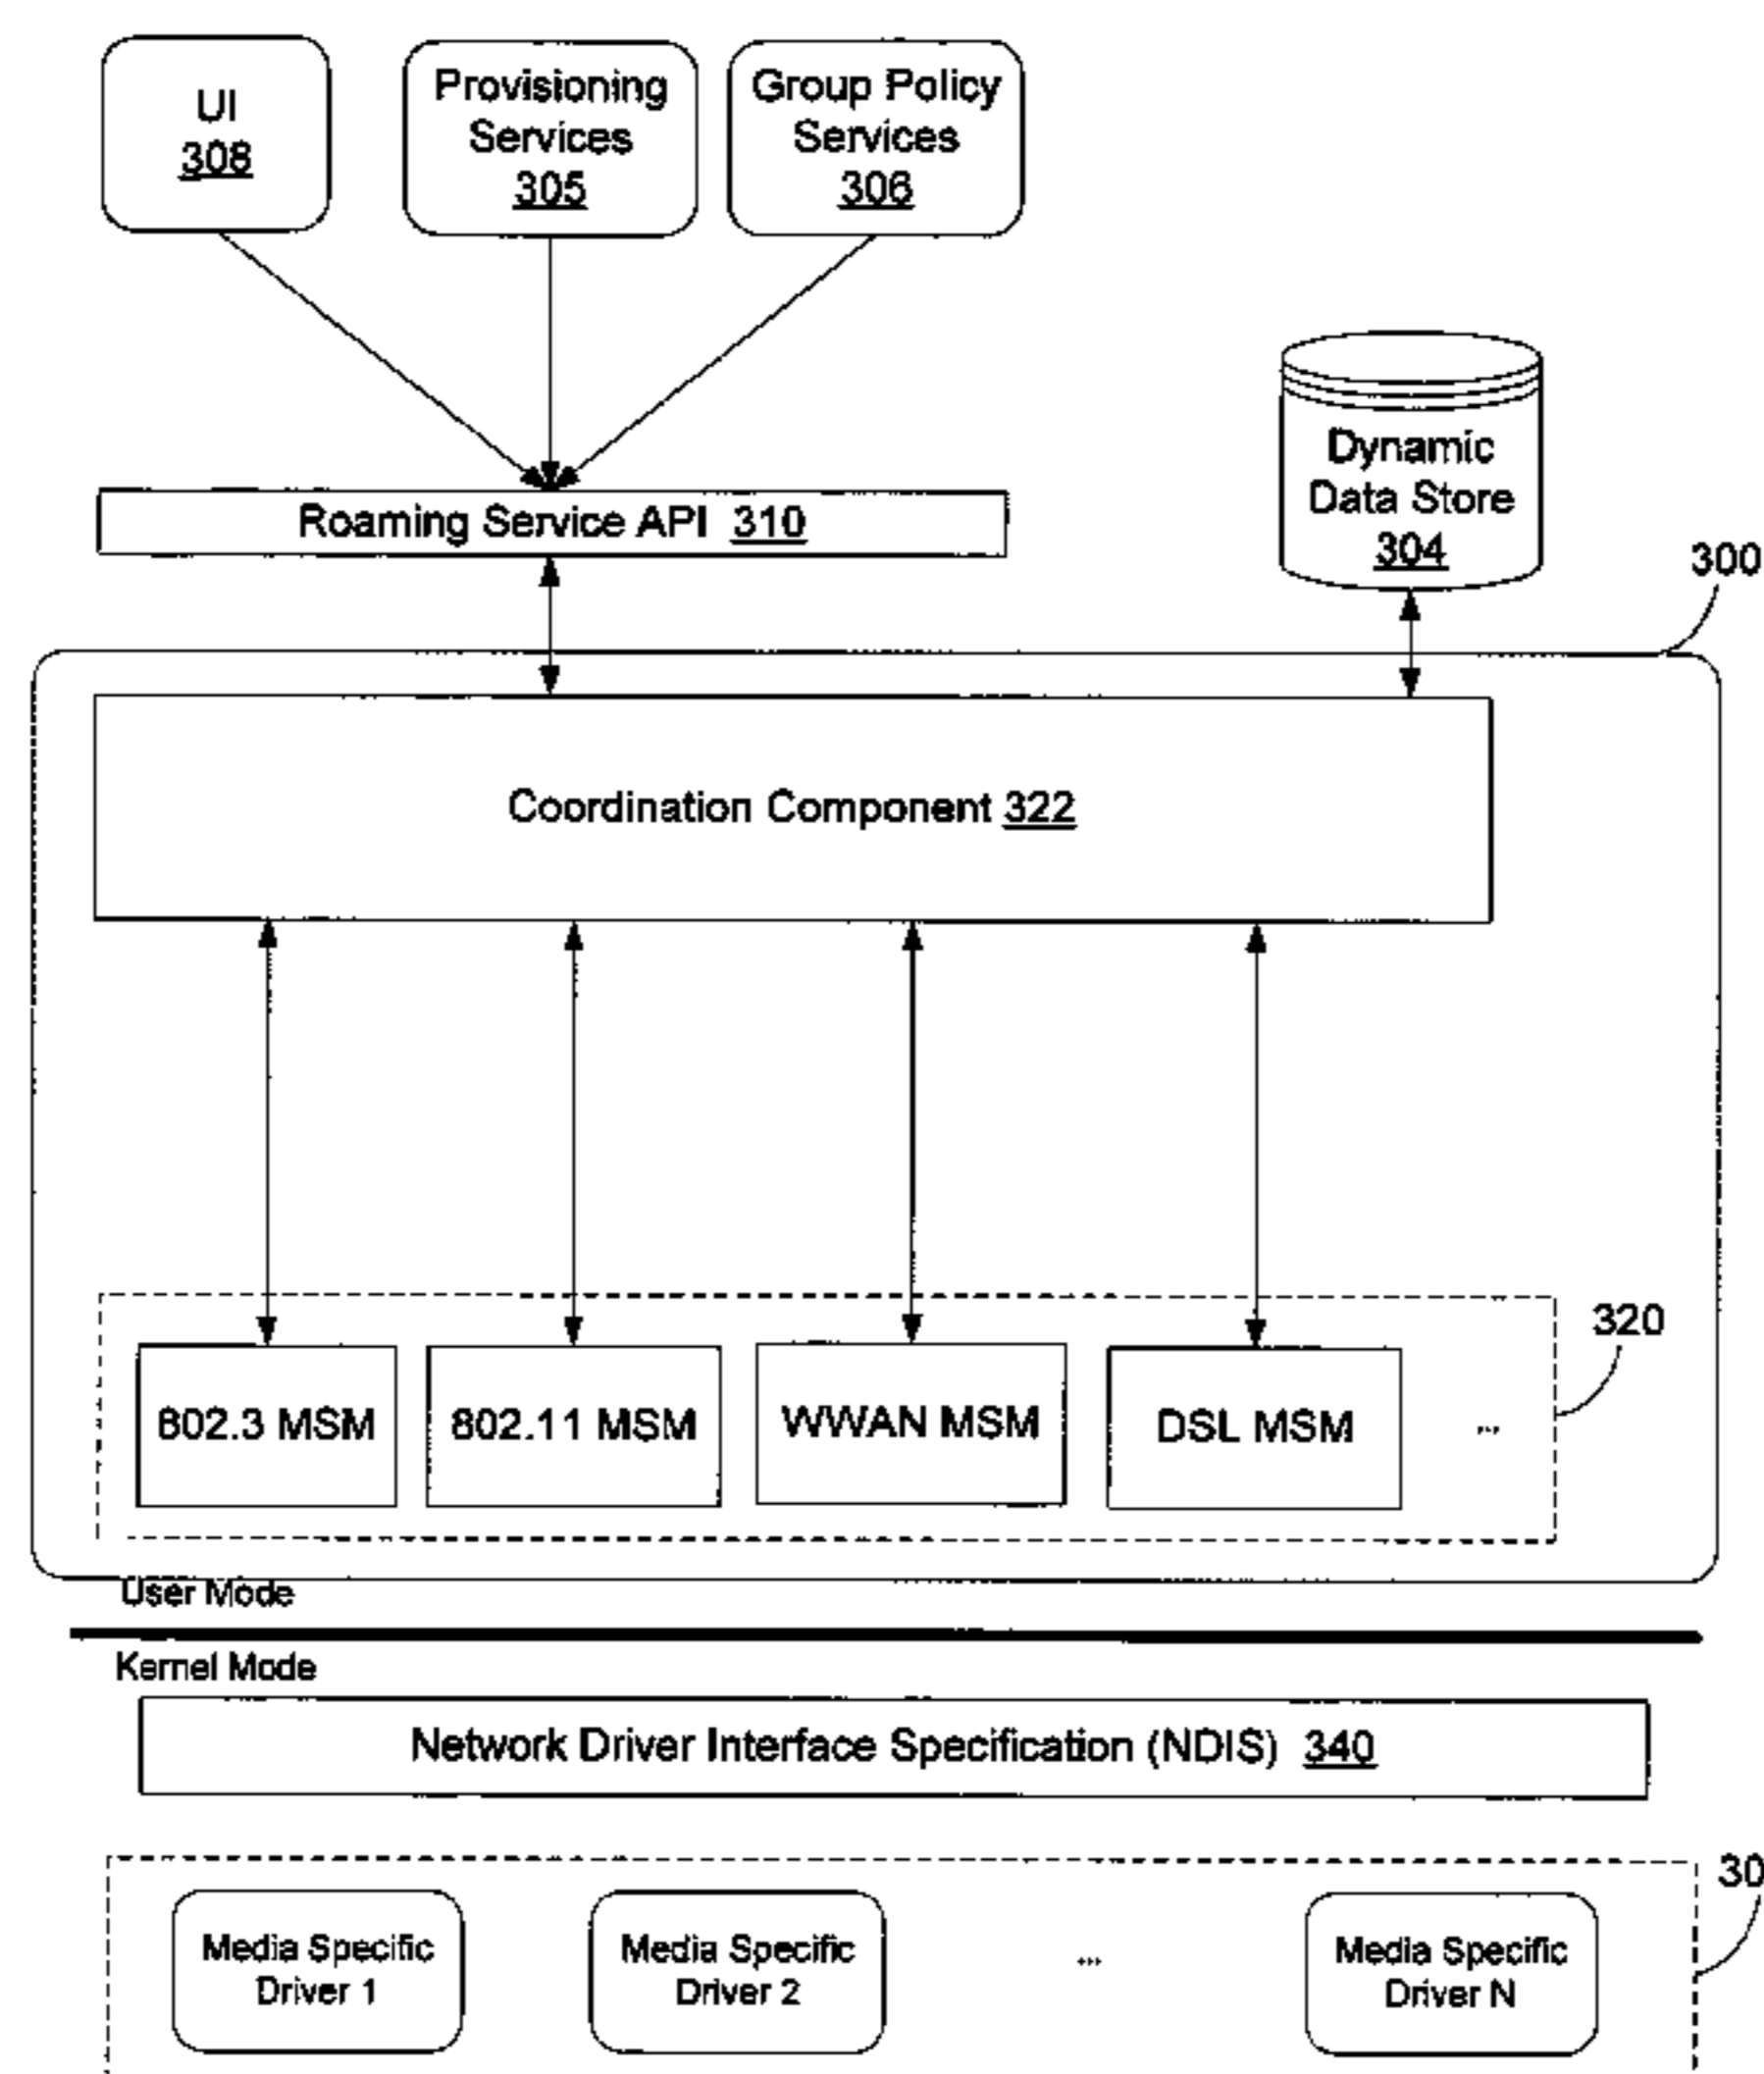 UI
308
Provisioning
Services
305
Group Policy
Services
306
Dynamic
Data Store
304
Roaming Service API 310
300
Coordination Component 322
320
802.3 MSM
802.11 MSM
WWAN MSM
DSL MSM
...
User Mode
Kernel Mode
Network Driver Interface Specification (NDIS) 340
30
Media Specific
Driver 1
Media Specific
Driver 2
...
Media Specific
Driver N